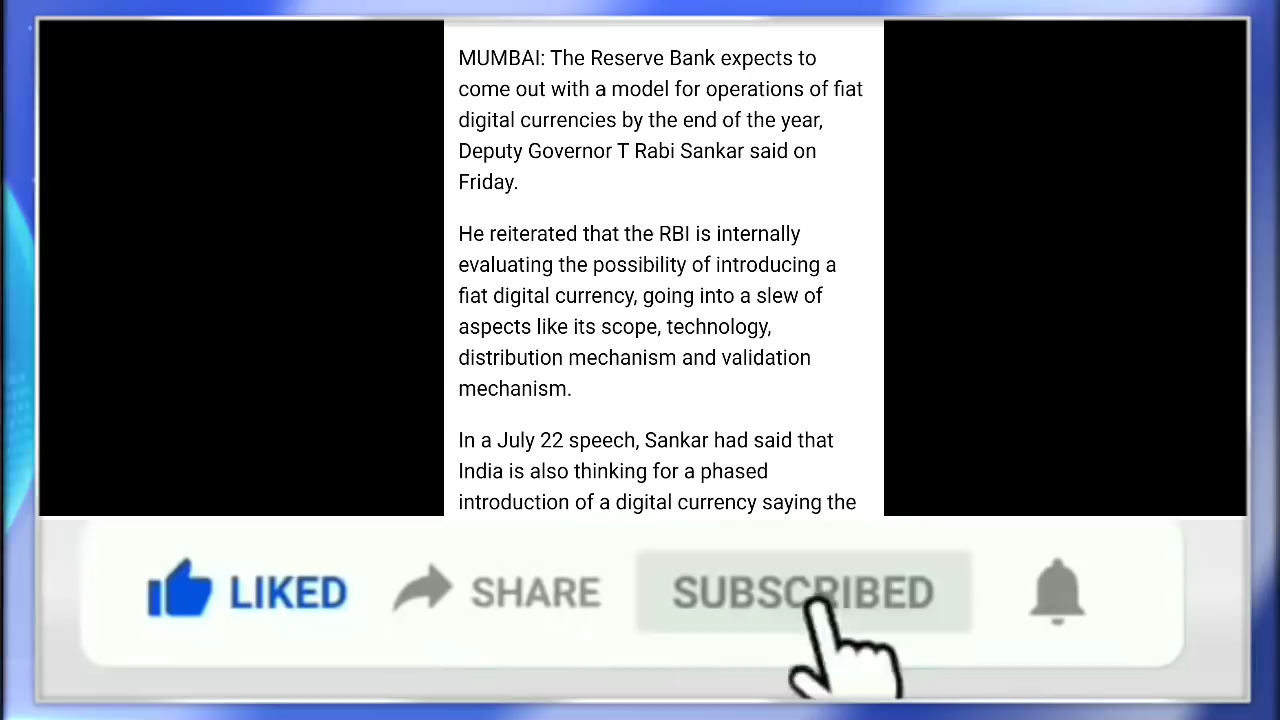 MUMBAI: The Reserve Bank expects to
come out with a model for operations of fiat
digital currencies by the end of the year,
Deputy Governor T Rabi Sankar said on
Friday.
He reiterated that the RBI is internally
evaluating the possibility of introducing a
fiat digital currency, going into a slew of
aspects like its scope, technology,
distribution mechanism and validation
mechanism.
In a July 22 speech, Sankar had said that
India is also thinking for a phased
introduction of a digital currency saying the
LIKED SHARE SUBSCRIBED